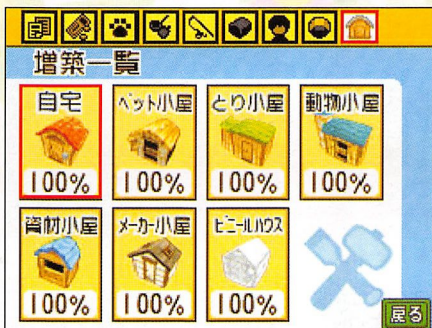 増築一覧
自宅 ペット小屋 とり小屋 動物小屋
100% 100% 100% 100%
資材小屋 メーカー小屋 ビニールハウス
100% 100% 100%
戻る